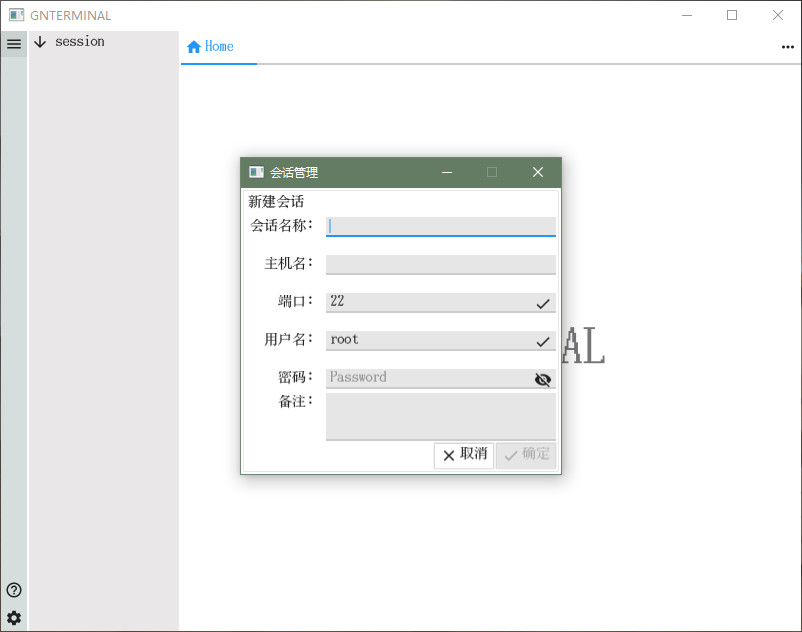 GNTERMINAL
session
Home
会话管理
新建会话
会话名称:
主机名:
端口: 22
用户名: root
密码: Password
备注:
取消 确定
AL